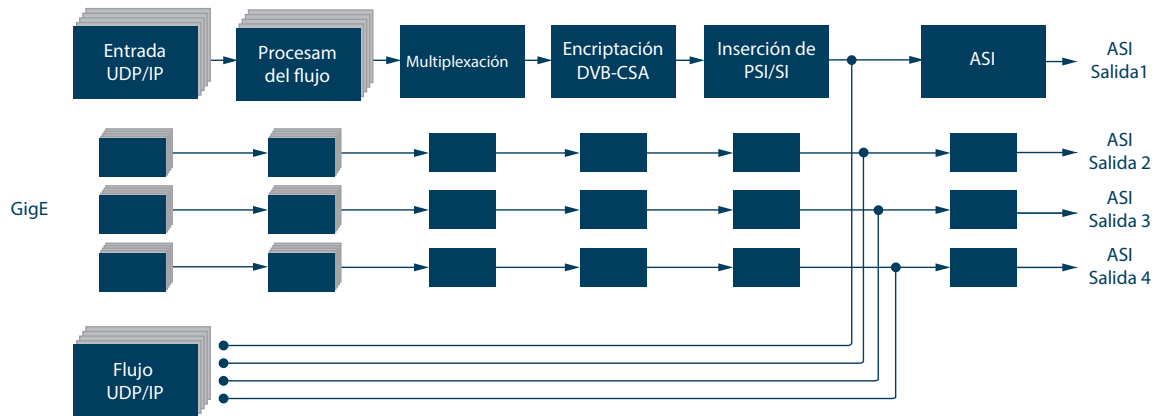 Entrada
UDP/IP
Procesam
del flujo
Multiplexación
Encriptación
DVB-CSA
Inserción de
PSI/SI
ASI
ASI
Salida1
ASI
Salida 2
GigE
ASI
Salida 3
ASI
Salida 4
Flujo
UDP/IP